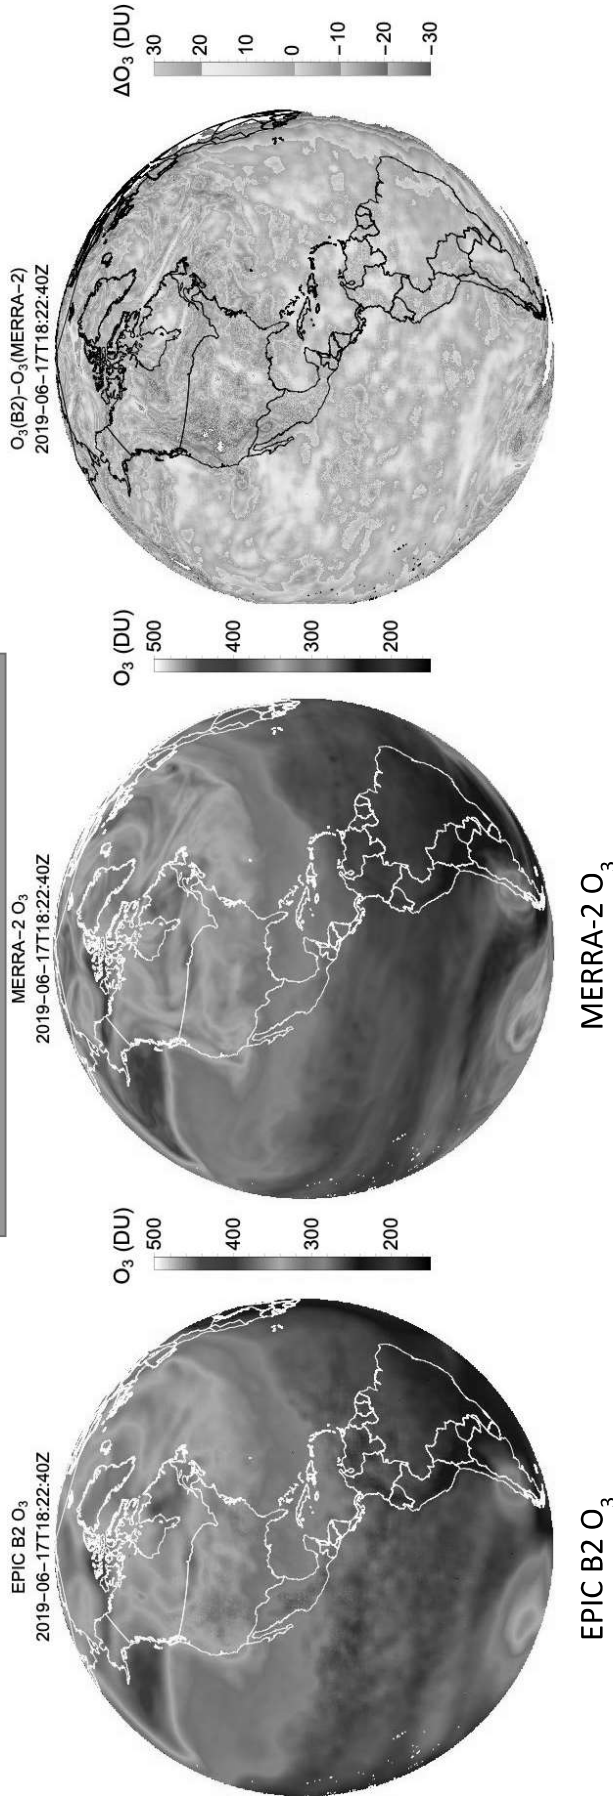 EPIC B2 O₃
2019−06−17T18:22:40Z
O₃ (DU)
500
400
300
200
EPIC B2 O₃
MERRA−2 O₃
2019−06−17T18:22:40Z
O₃ (DU)
500
400
300
200
MERRA-2 O₃
O₃(B2)−O₃(MERRA−2)
2019−06−17T18:22:40Z
ΔO₃ (DU)
30
20
10
0
−10
−20
−30